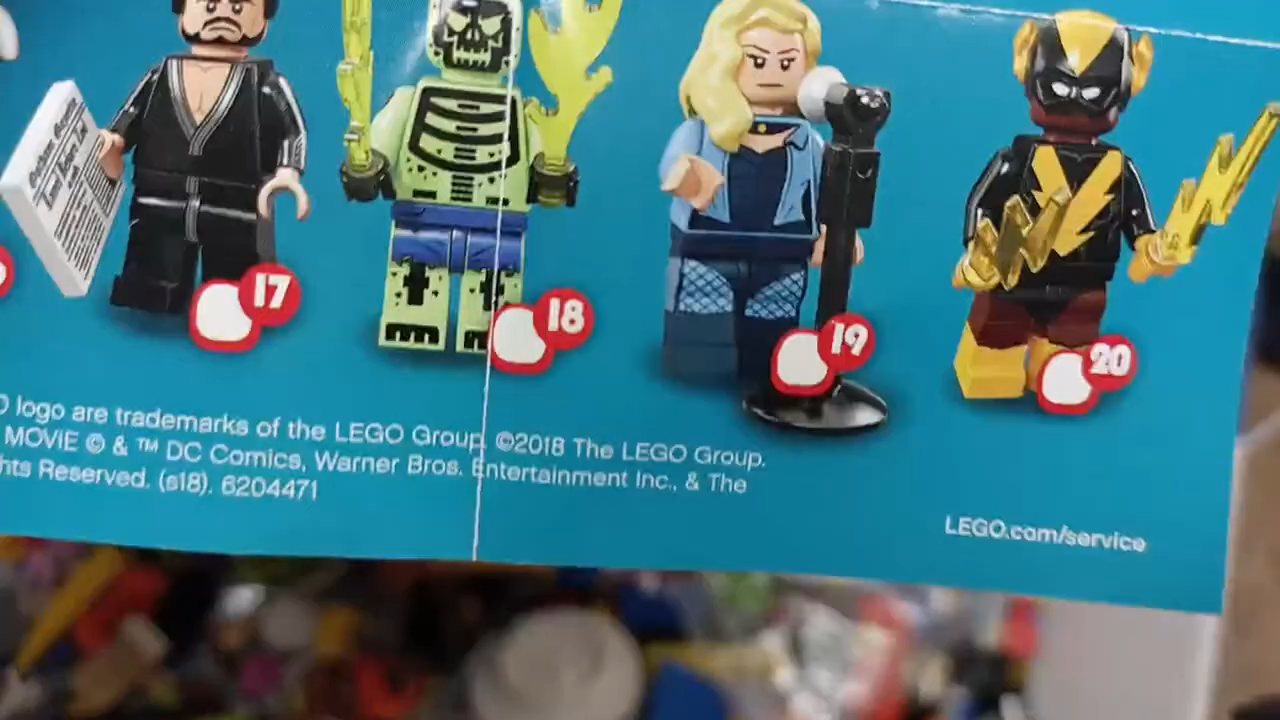 17
18
19
20
O logo are trademarks of the LEGO Group. ©2018 The LEGO Group.
MOVIE © & ™ DC Comics, Warner Bros. Entertainment Inc., & The
hts Reserved. (s18). 6204471
LEGO.com/service